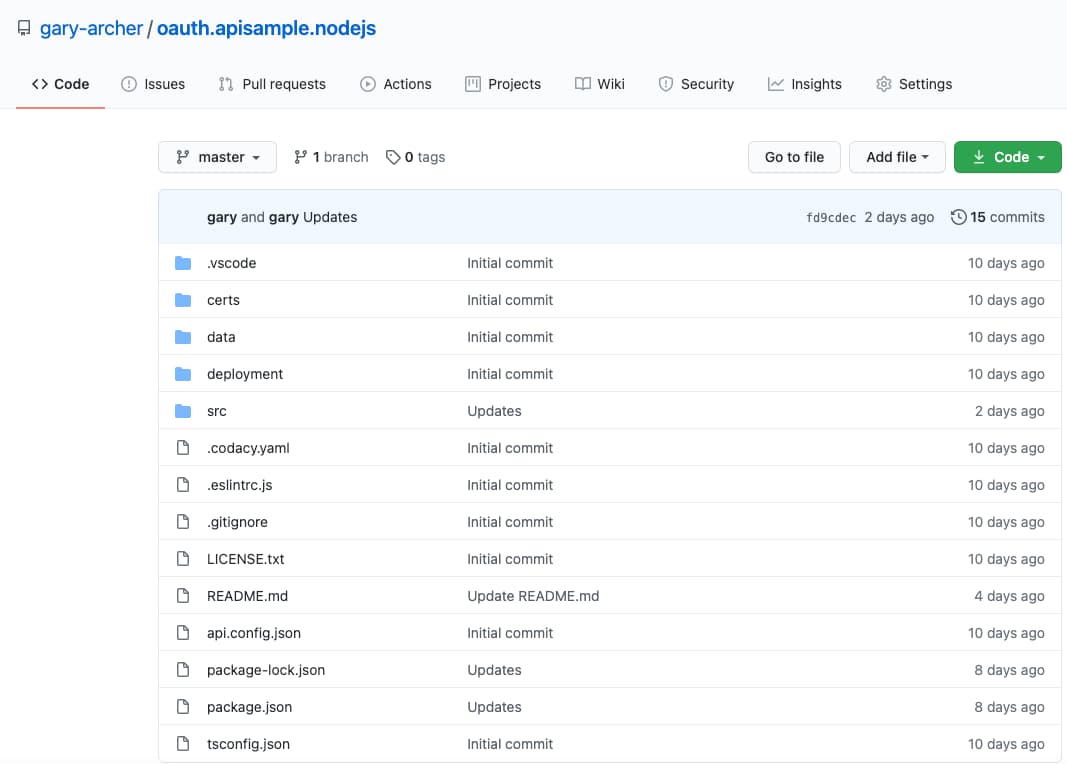 gary-archer / oauth.apisample.nodejs
Code Issues Pull requests Actions Projects Wiki Security Insights Settings
master 1 branch 0 tags Go to file Add file Code
gary and gary Updates fd9cdec 2 days ago 15 commits
.vscode Initial commit 10 days ago
certs Initial commit 10 days ago
data Initial commit 10 days ago
deployment Initial commit 10 days ago
src Updates 2 days ago
.codacy.yaml Initial commit 10 days ago
.eslintrc.js Initial commit 10 days ago
.gitignore Initial commit 10 days ago
LICENSE.txt Initial commit 10 days ago
README.md Update README.md 4 days ago
api.config.json Initial commit 10 days ago
package-lock.json Updates 8 days ago
package.json Updates 8 days ago
tsconfig.json Initial commit 10 days ago